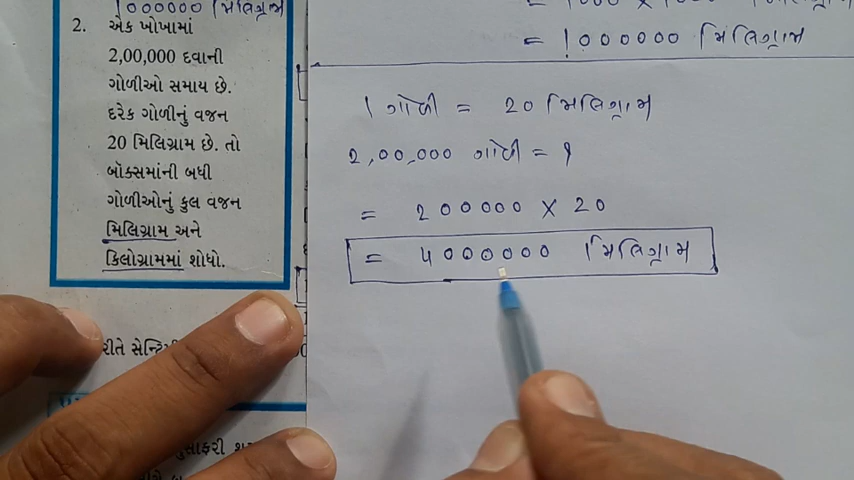 1000000 મિલિગ્રામ
2. એક ખોખામાં
2,00,000 દવાની
ગોળીઓ સમાય છે.
દરેક ગોળીનું વજન
20 મિલિગ્રામ છે. તો
બૉક્સમાંની બધી
ગોળીઓનું કુલ વજન
મિલિગ્રામ અને
કિલોગ્રામમાં શોધો.
રીતે
= 1000000 મિલિગ્રામ
1 ગોળી = 20 મિલિગ્રામ
2,00,000 ગોળી = ?
= 200000 × 20
= 4000000 મિલિગ્રામ